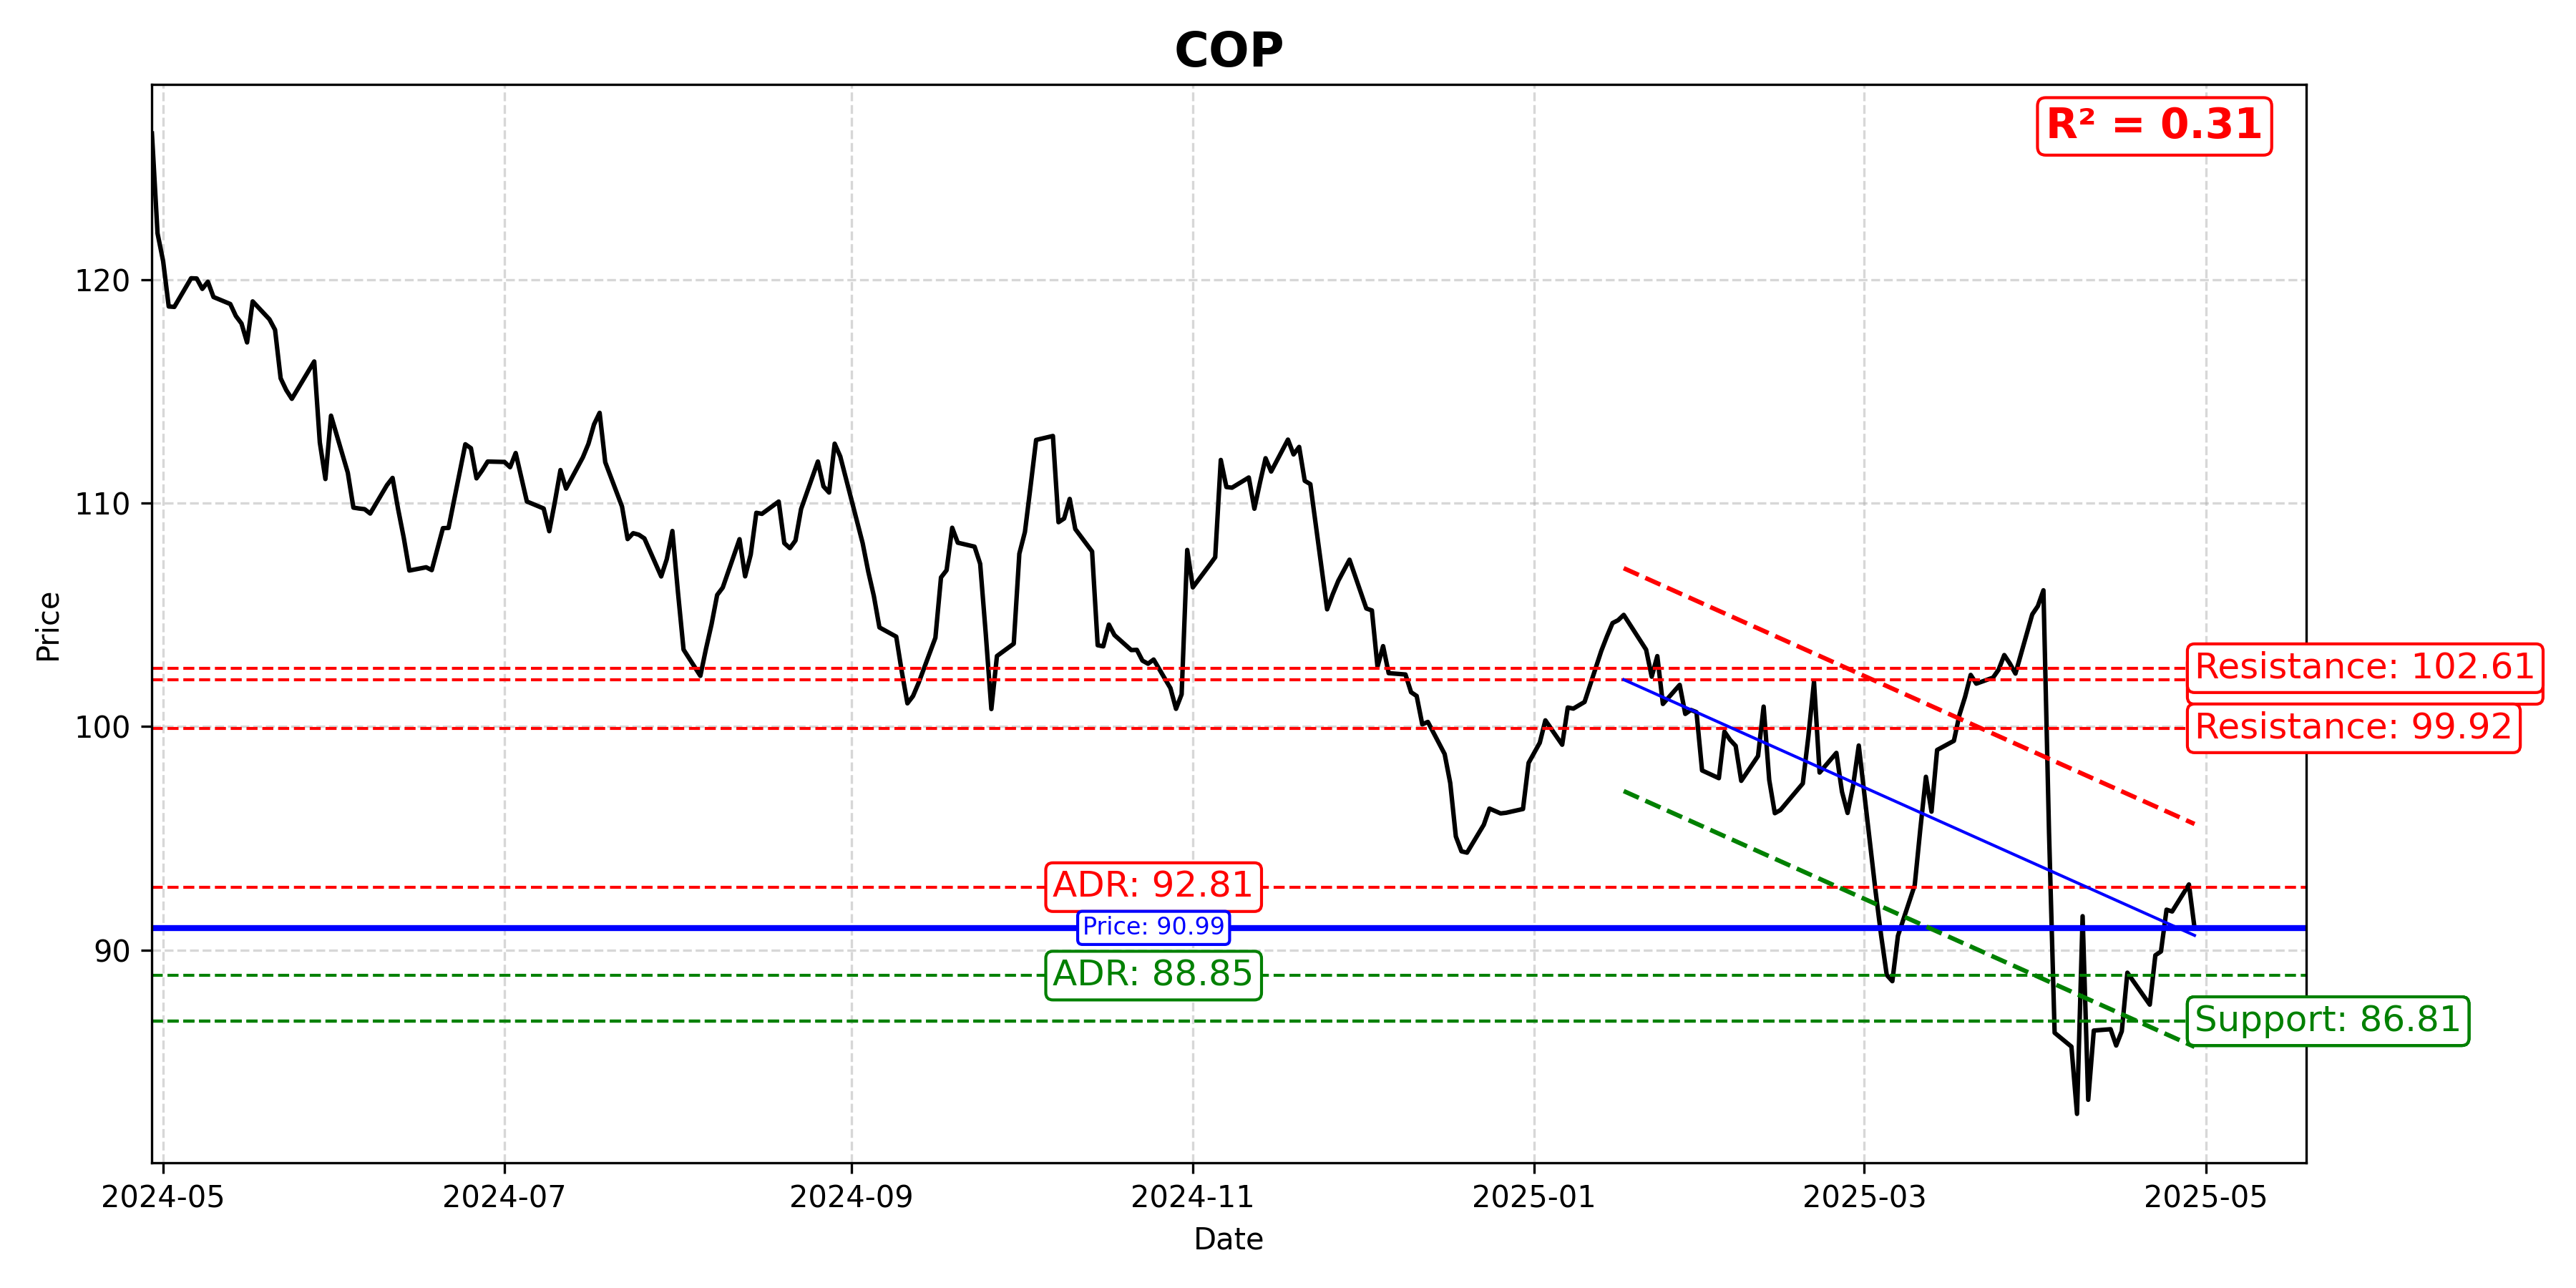 COP
R² = 0.31
120
110
100
90
Price
Resistance: 102.61
Resistance: 99.92
ADR: 92.81
Price: 90.99
ADR: 88.85
Support: 86.81
2024-05
2024-07
2024-09
2024-11
2025-01
2025-03
2025-05
Date